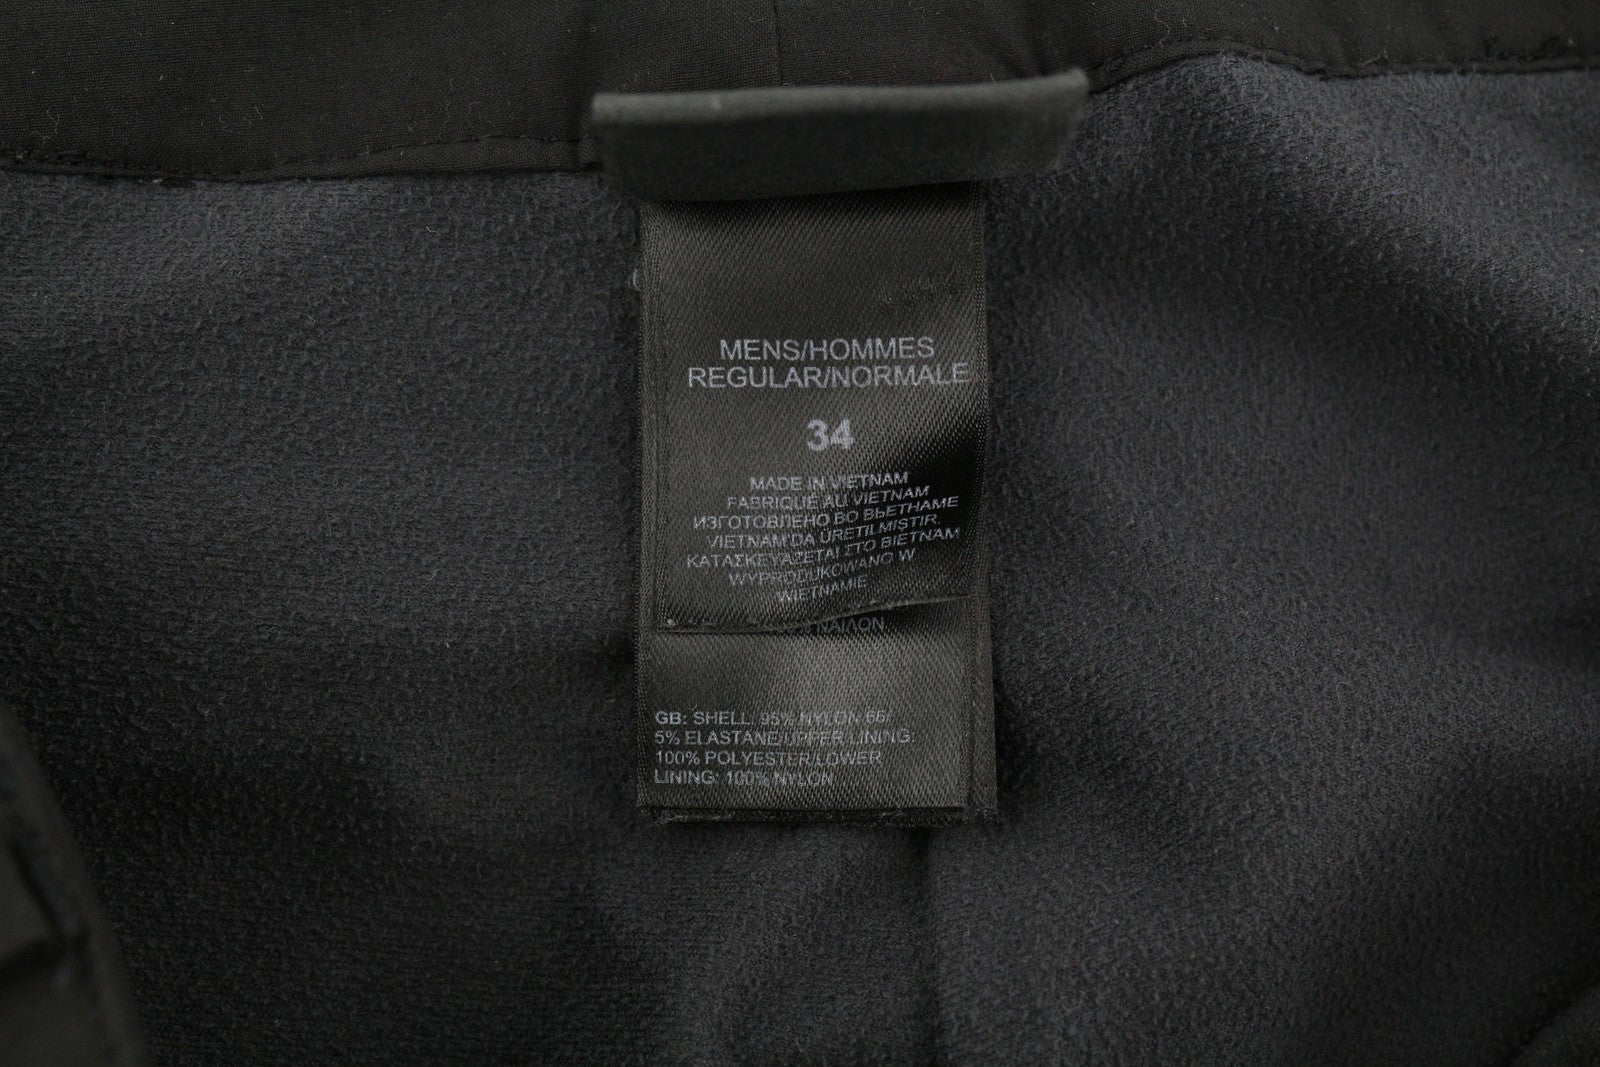 MENS/HOMMES
REGULAR/NORMALE
34
MADE IN VIETNAM
FABRIQUÉ AU VIETNAM
ИЗГОТОВЛЕНО ВО ВЬЕТНАМЕ
VIETNAM'DA ÜRETILMIŞTIR.
ΚΑΤΑΣΚΕΥΑΖΕΤΑΙ ΣΤΟ ΒΙΕΤΝΑΜ
WYPRODUKOWANO W
WIETNAMIE
ΝΑΙΛΟΝ
GB: SHELL: 95% NYLON 66/
5% ELASTANE/UPPER LINING:
100% POLYESTER/LOWER
LINING: 100% NYLON